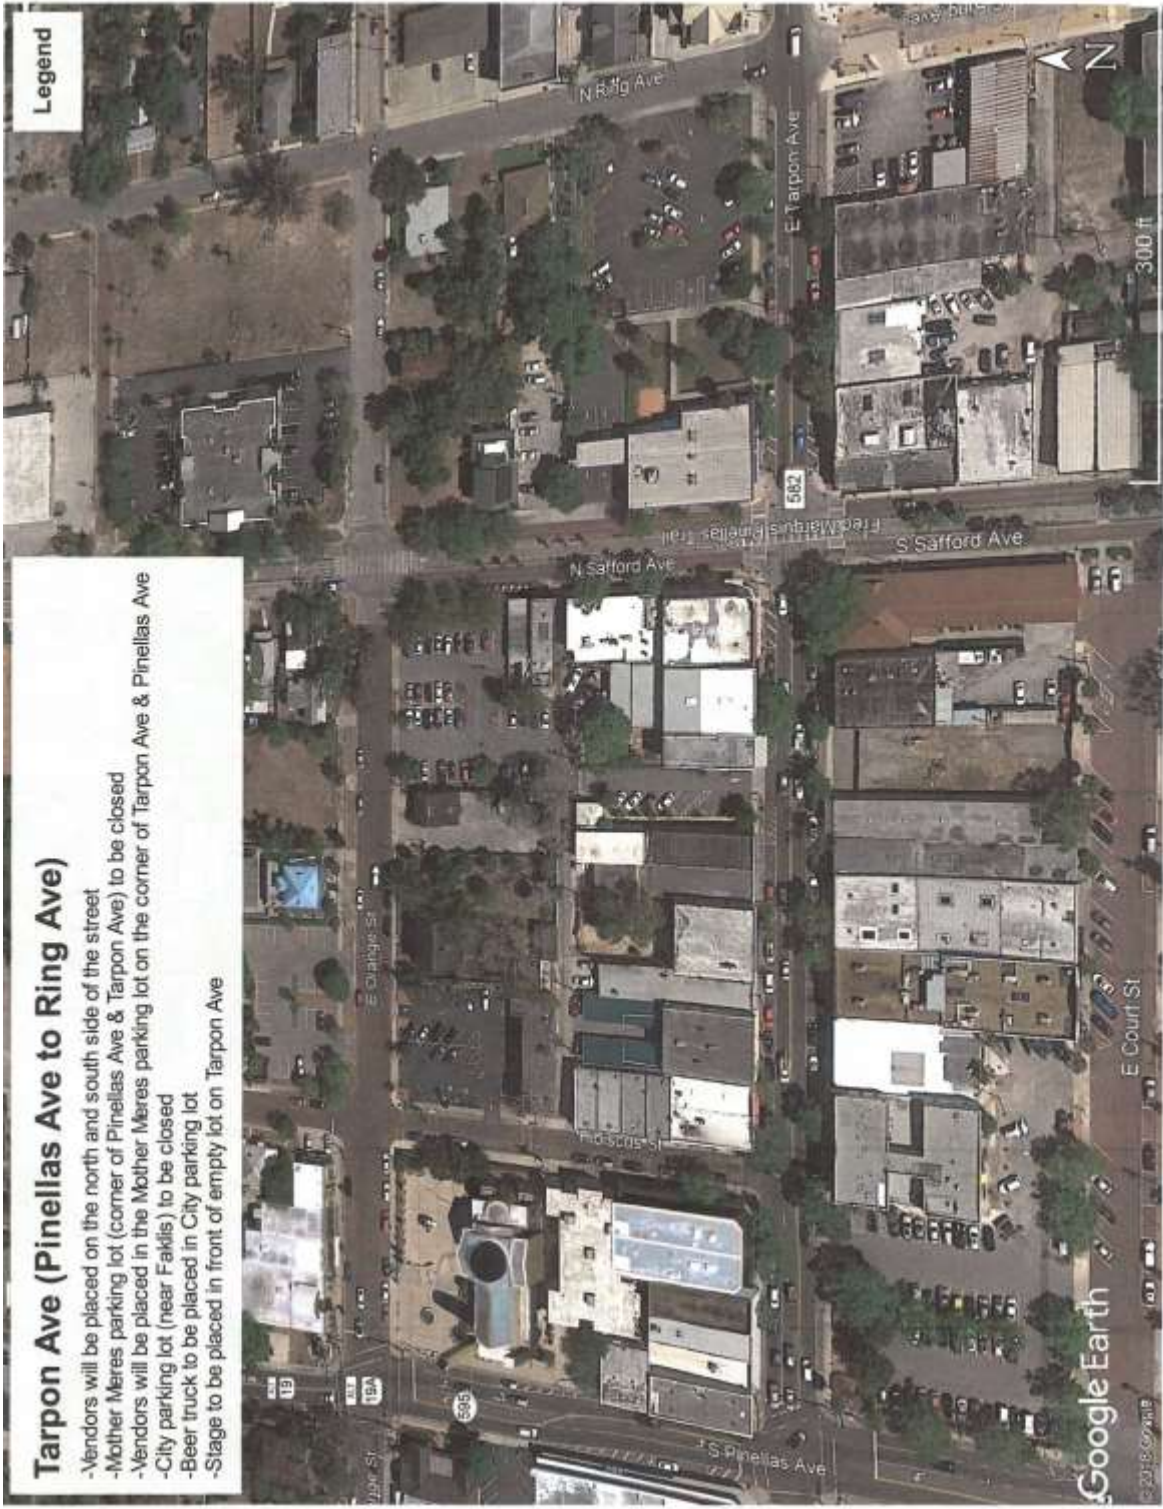 Tarpon Ave (Pinellas Ave to Ring Ave)
-Vendors will be placed on the north and south side of the street
-Mother Meres parking lot (corner of Pinellas Ave & Tarpon Ave) to be closed
-Vendors will be placed in the Mother Meres parking lot on the corner of Tarpon Ave & Pinellas Ave
-City parking lot (near Faklis) to be closed
-Beer truck to be placed in City parking lot
-Stage to be placed in front of empty lot on Tarpon Ave
Legend
19
ALT
19A
E Orange St
N Ring Ave
595
Hibiscus St
N Safford Ave
Fred Marquis Pinellas Trail
S Pinellas Ave
582
E Tarpon Ave
S Safford Ave
S Ring Ave
E Court St
Google Earth
N
300 ft